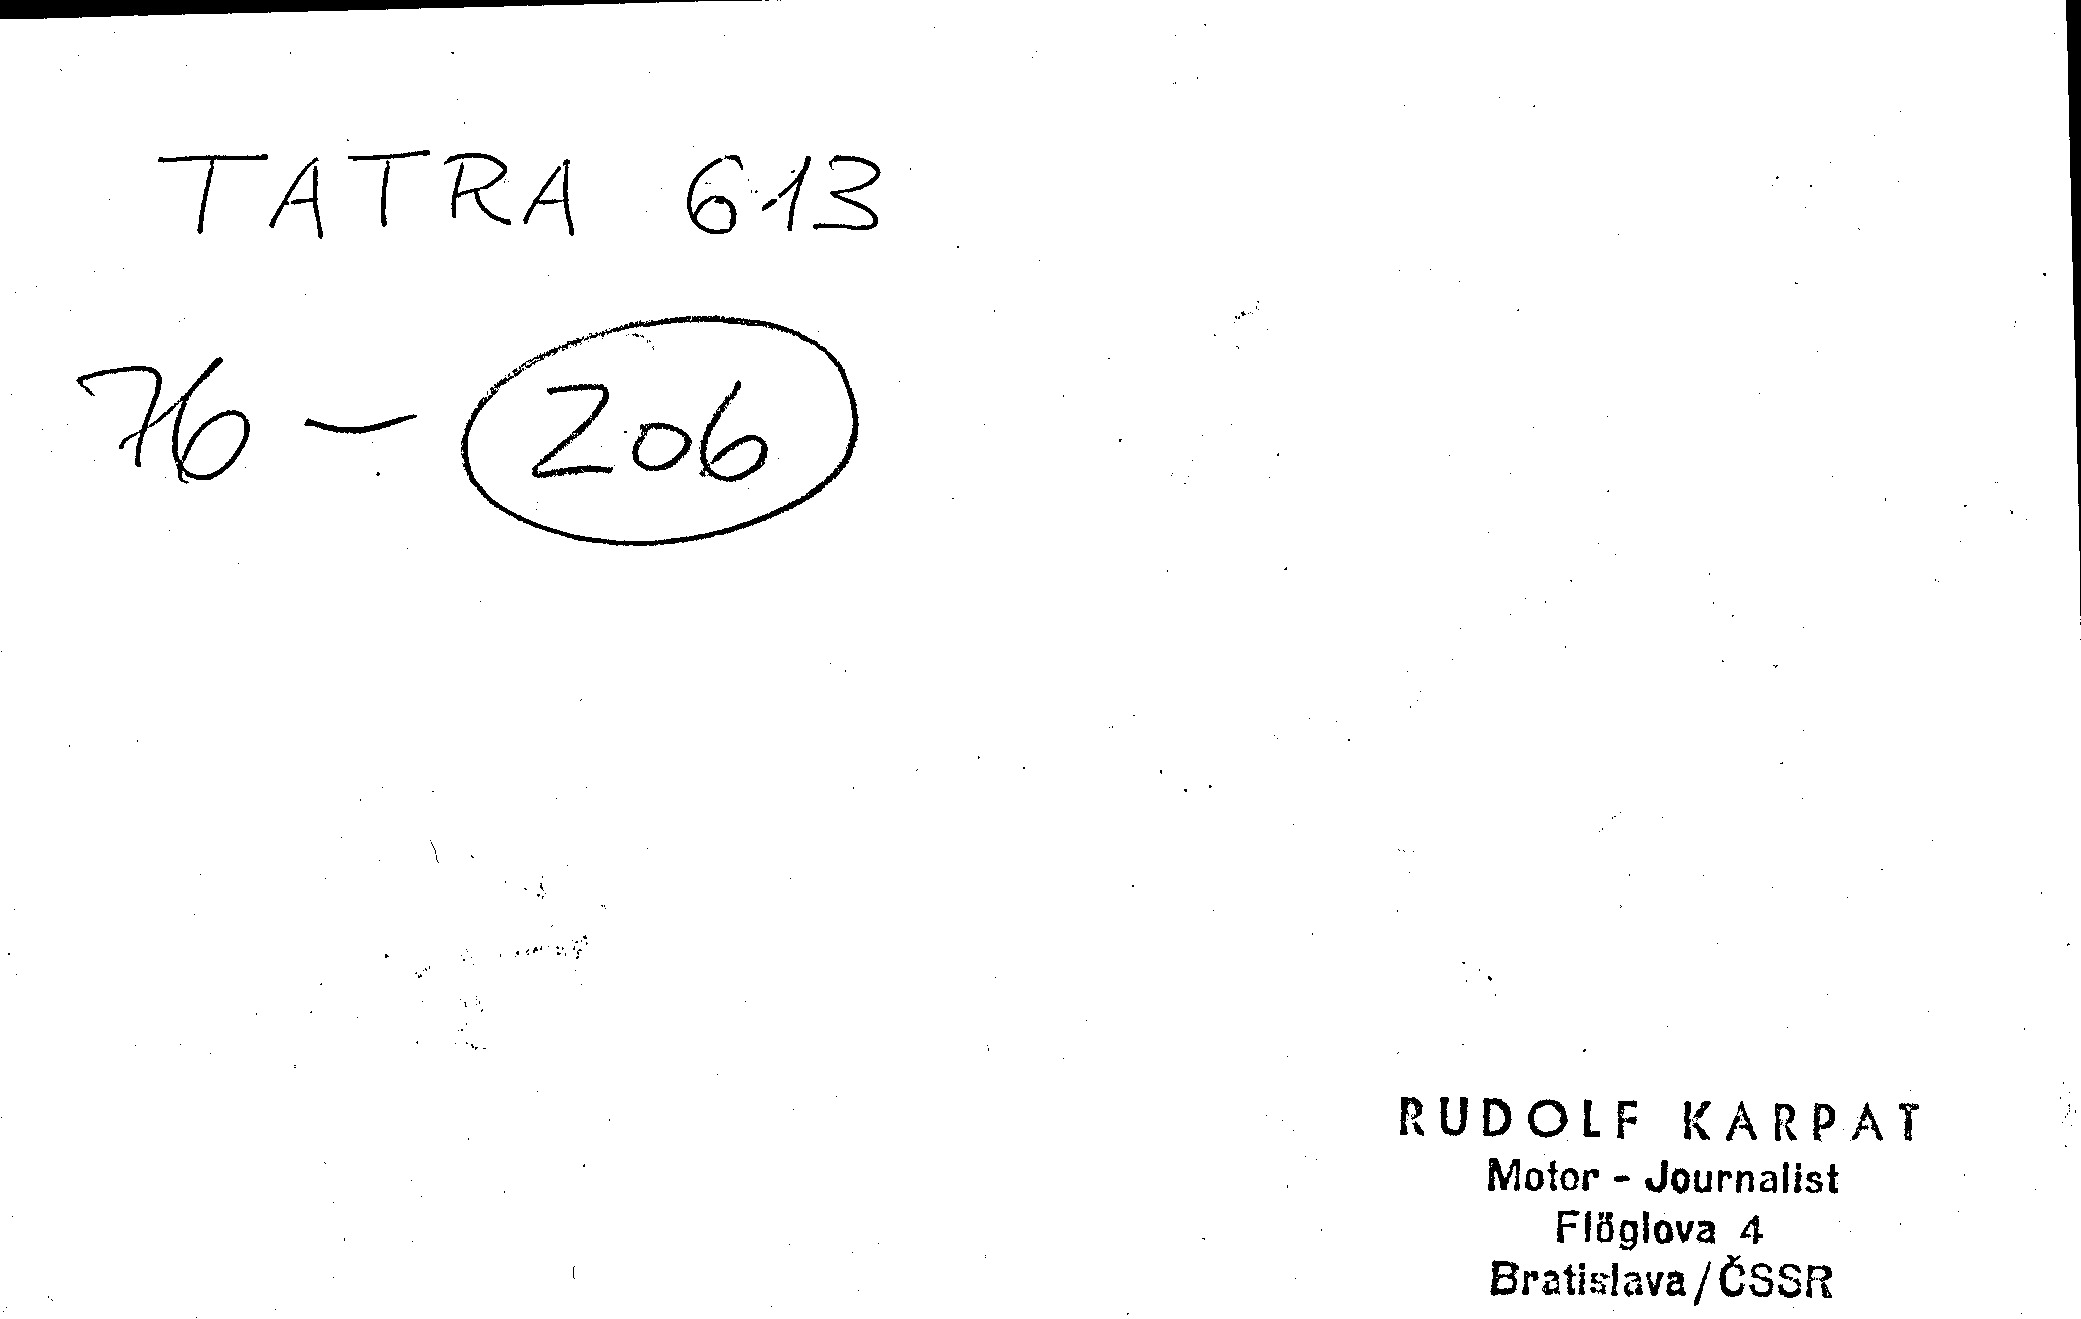 TATRA 613
76 – 206
RUDOLF KARPAT
Motor - Journalist
Flöglova 4
Bratislava/ČSSR